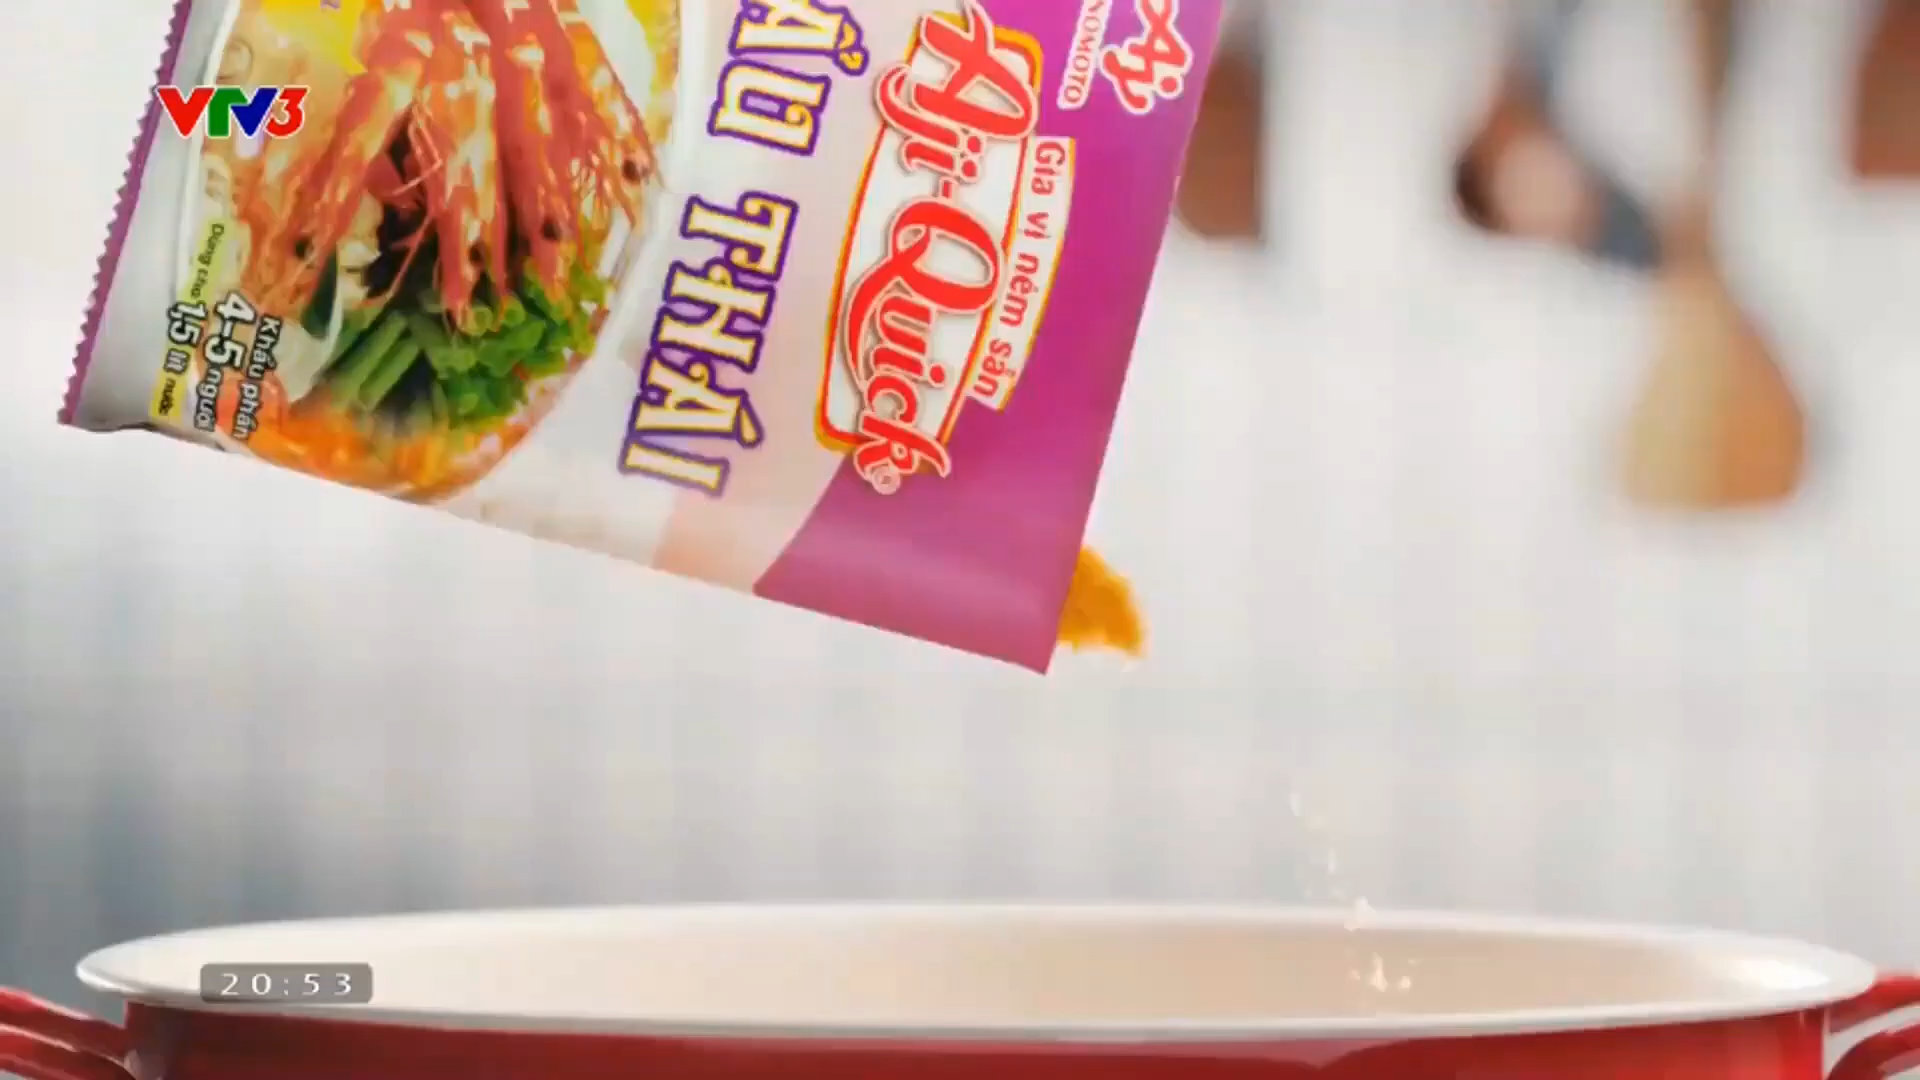 VTV3
AJINOMOTO
Gia vị nêm sẵn
Aji-Quick®
ẨU THÁI
Dùng cho
1,5 lít nước
Khẩu phần
4-5 người
20:53